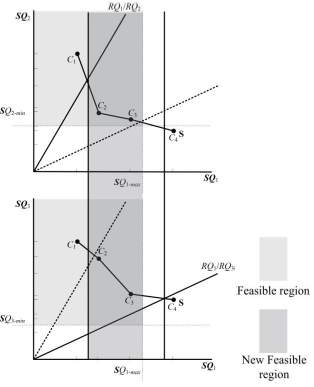 RQ₁/RQ₂
SQ₂
C₁
C₂
C₃
SQ₂-min
C₄ S
SQ₁-max
SQ₁
SQ₃
C₁
C₂
RQ₁/RQ₃
C₃
C₄ S
SQ₃-min
SQ₁-max
SQ₁
Feasible region
New Feasible
region